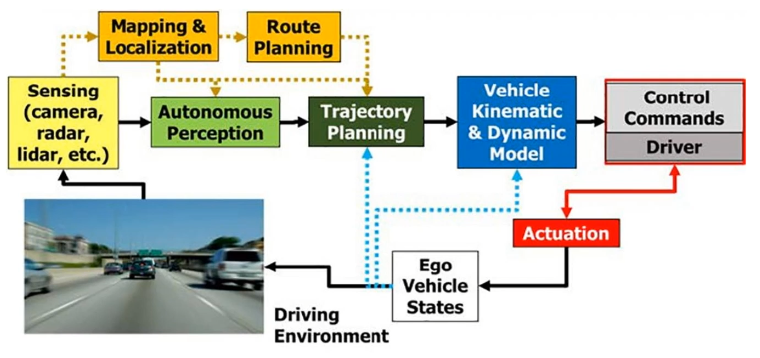 Mapping &
Localization
Route
Planning
Sensing
(camera,
radar,
lidar, etc.)
Autonomous
Perception
Trajectory
Planning
Vehicle
Kinematic
& Dynamic
Model
Control
Commands
Driver
Actuation
Ego
Vehicle
States
Driving
Environment